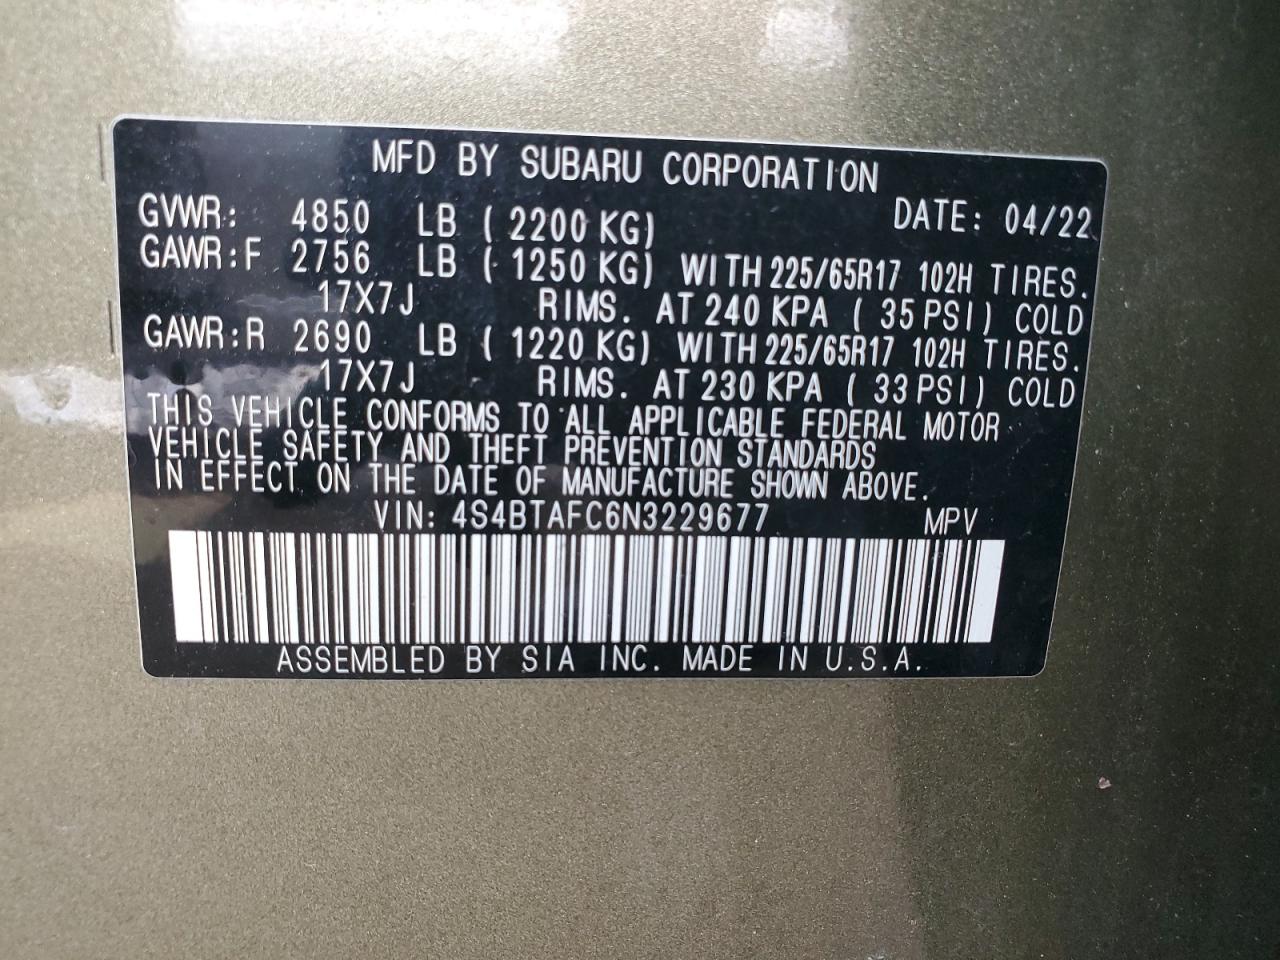 MFD BY SUBARU CORPORATION
GVWR: 4850 LB ( 2200 KG) DATE: 04/22
GAWR:F 2756 LB ( 1250 KG) WITH 225/65R17 102H TIRES.
17X7J RIMS. AT 240 KPA ( 35 PSI) COLD
GAWR:R 2690 LB ( 1220 KG) WITH 225/65R17 102H TIRES.
17X7J RIMS. AT 230 KPA ( 33 PSI) COLD
THIS VEHICLE CONFORMS TO ALL APPLICABLE FEDERAL MOTOR
VEHICLE SAFETY AND THEFT PREVENTION STANDARDS
IN EFFECT ON THE DATE OF MANUFACTURE SHOWN ABOVE.
VIN: 4S4BTAFC6N3229677 MPV
ASSEMBLED BY SIA INC. MADE IN U.S.A.